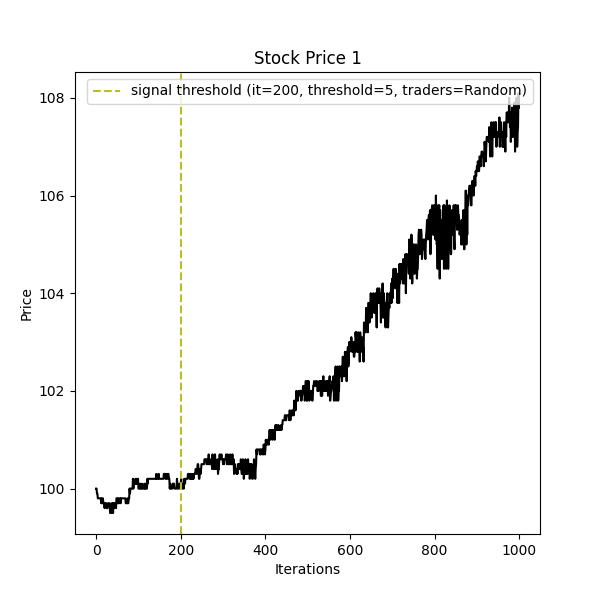 Stock Price 1
signal threshold (it=200, threshold=5, traders=Random)
108
106
104
102
100
Price
0 200 400 600 800 1000
Iterations